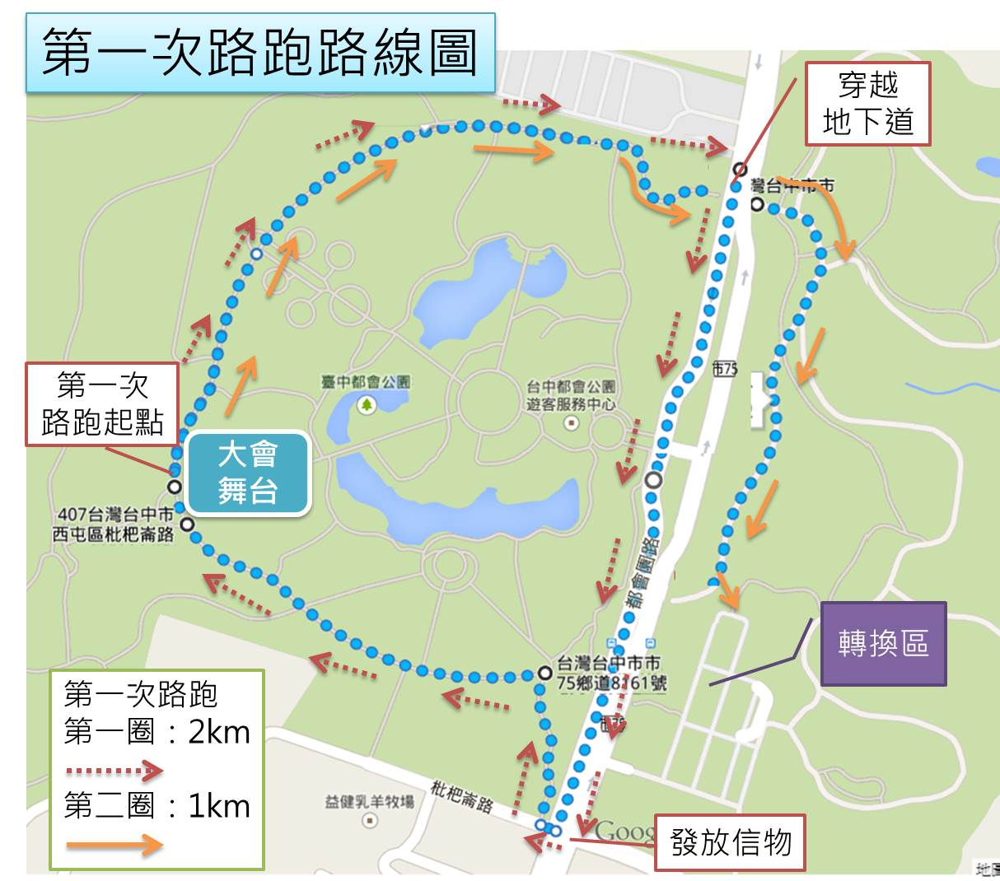 第一次路跑路線圖
穿越
地下道
灣台中市市
市75
臺中都會公園
台中都會公園
遊客服務中心
第一次
路跑起點
大會
舞台
407台灣台中市
西屯區枇杷崙路
都會園路
轉換區
台灣台中市市
75鄉道8161號
市75
第一次路跑
第一圈：2km
第二圈：1km
益健乳羊牧場
枇杷崙路
發放信物
Goog
地圖